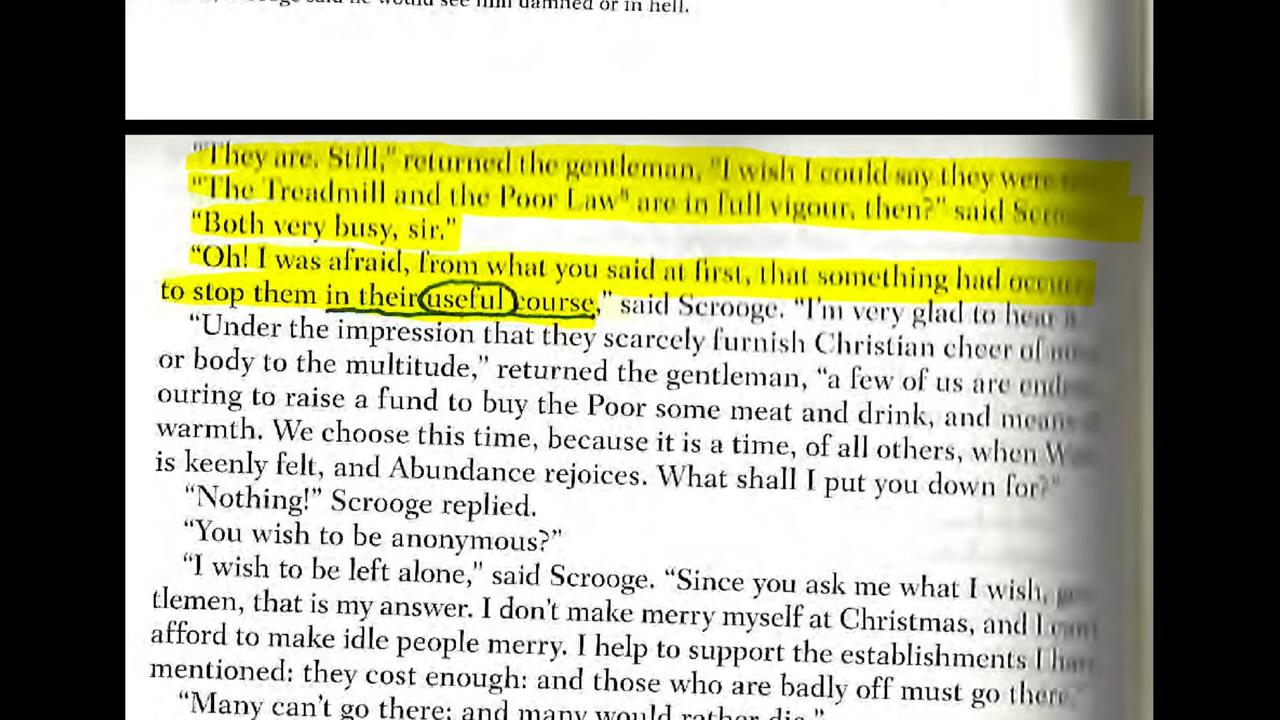 said he would see him damned or in hell.
"They are. Still," returned the gentleman, "I wish I could say they were
"The Treadmill and the Poor Law" are in full vigour, then?" said
"Both very busy, sir."
"Oh! I was afraid, from what you said at first, that something had
to stop them in their useful course," said Scrooge. "I'm very glad to hear
"Under the impression that they scarcely furnish Christian cheer of
or body to the multitude," returned the gentleman, "a few of us are
ouring to raise a fund to buy the Poor some meat and drink, and means
warmth. We choose this time, because it is a time, of all others, when
is keenly felt, and Abundance rejoices. What shall I put you down for?"
"Nothing!" Scrooge replied.
"You wish to be anonymous?"
"I wish to be left alone," said Scrooge. "Since you ask me what I wish,
tlemen, that is my answer. I don't make merry myself at Christmas, and I
afford to make idle people merry. I help to support the establishments I
mentioned: they cost enough: and those who are badly off must go there."
"Many can't go there; and many would rather die."